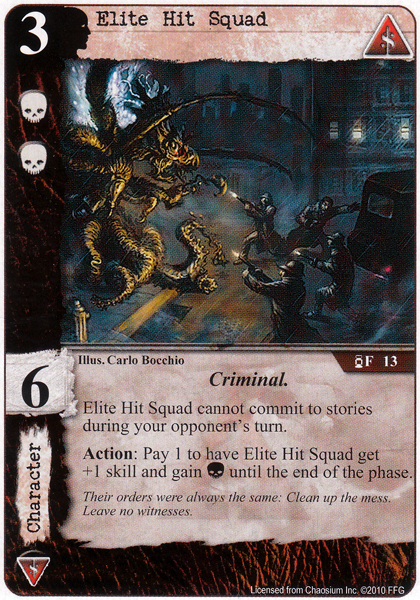 3
Elite Hit Squad
Illus. Carlo Bocchio
F 13
6
Criminal.
Elite Hit Squad cannot commit to stories
during your opponent's turn.
Action: Pay 1 to have Elite Hit Squad get
+1 skill and gain until the end of the phase.
Their orders were always the same: Clean up the mess.
Leave no witnesses.
Character
Licensed from Chaosium Inc. ©2010 FFG